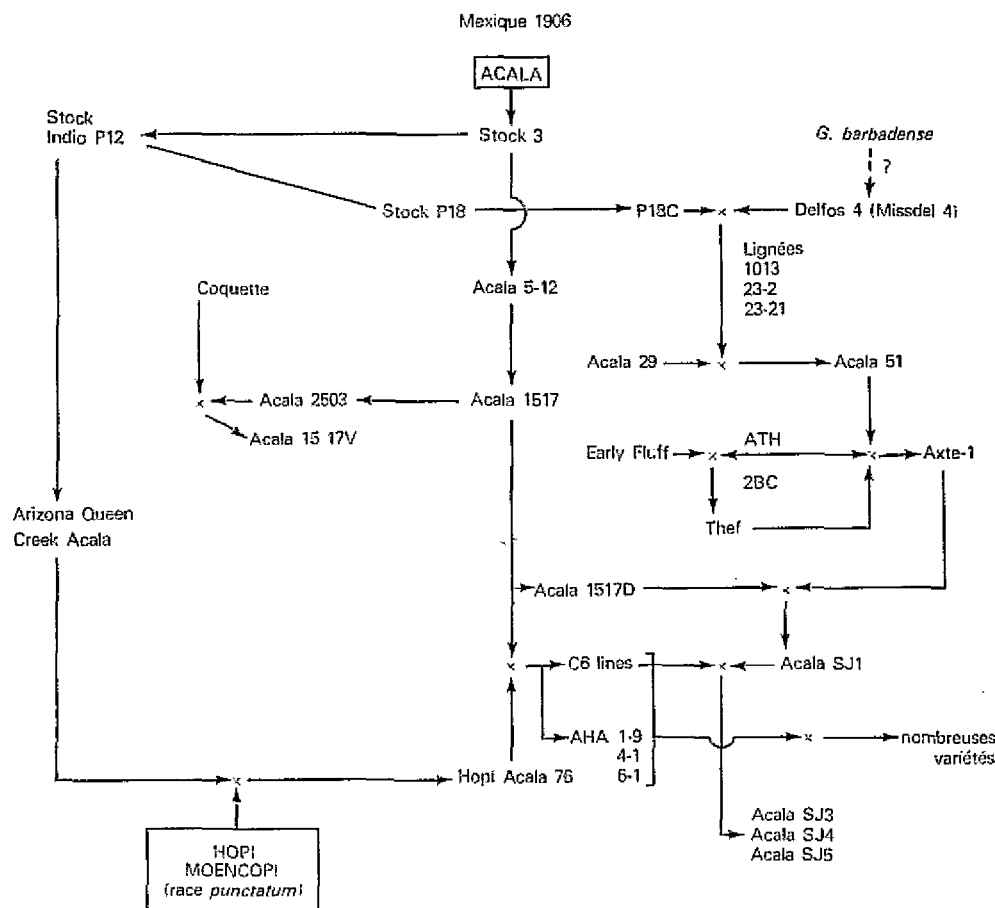 Mexique 1906
ACALA
Stock
Indio P12
Stock 3
G. barbadense
?
Stock P18
P18C
×
Delfos 4 (Missdel 4)
Lignées
1013
23-2
23-21
Coquette
Acala 5-12
Acala 29
×
Acala 51
×
Acala 2503
Acala 1517
Acala 15 17V
Early Fluff
×
ATH
×
Axte-1
2BC
Thef
Arizona Queen
Creek Acala
Acala 1517D
×
×
C6 lines
×
Acala SJ1
AHA 1-9
4-1
6-1
×
nombreuses
variétés
×
Hopi Acala 76
Acala SJ3
Acala SJ4
Acala SJ5
HOPI
MOENCOPI
(race punctatum)